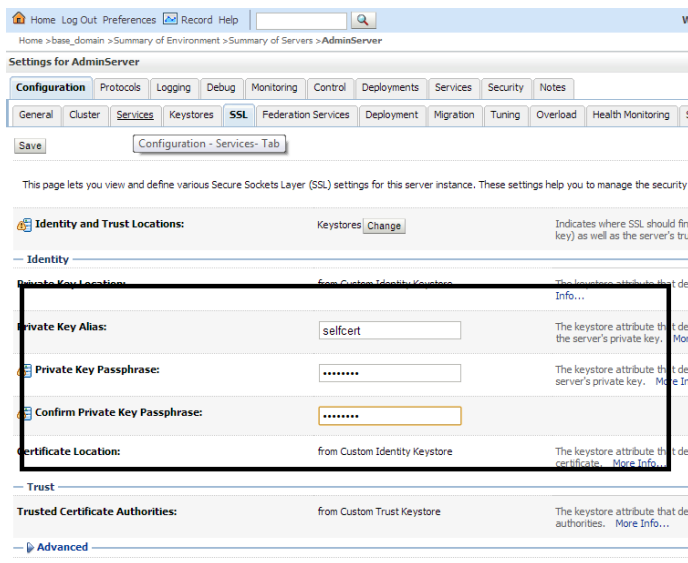 Home Log Out Preferences Record Help
Home >base_domain >Summary of Environment >Summary of Servers >AdminServer
Settings for AdminServer
Configuration Protocols Logging Debug Monitoring Control Deployments Services Security Notes
General Cluster Services Keystores SSL Federation Services Deployment Migration Tuning Overload Health Monitoring
Save
Configuration - Services- Tab
This page lets you view and define various Secure Sockets Layer (SSL) settings for this server instance. These settings help you to manage the security
Identity and Trust Locations:
Keystores Change
Indicates where SSL should
key) as well as the server's
Identity
Private Key Location:
from Custom Identity Keystore
The keystore attribute that
Info...
Private Key Alias:
selfcert
The keystore attribute that
the server's private key.
Private Key Passphrase:
••••••••
The keystore attribute that
server's private key. More
Confirm Private Key Passphrase:
••••••••
Certificate Location:
from Custom Identity Keystore
The keystore attribute that
certificate. More Info...
Trust
Trusted Certificate Authorities:
from Custom Trust Keystore
The keystore attribute that
authorities. More Info...
Advanced